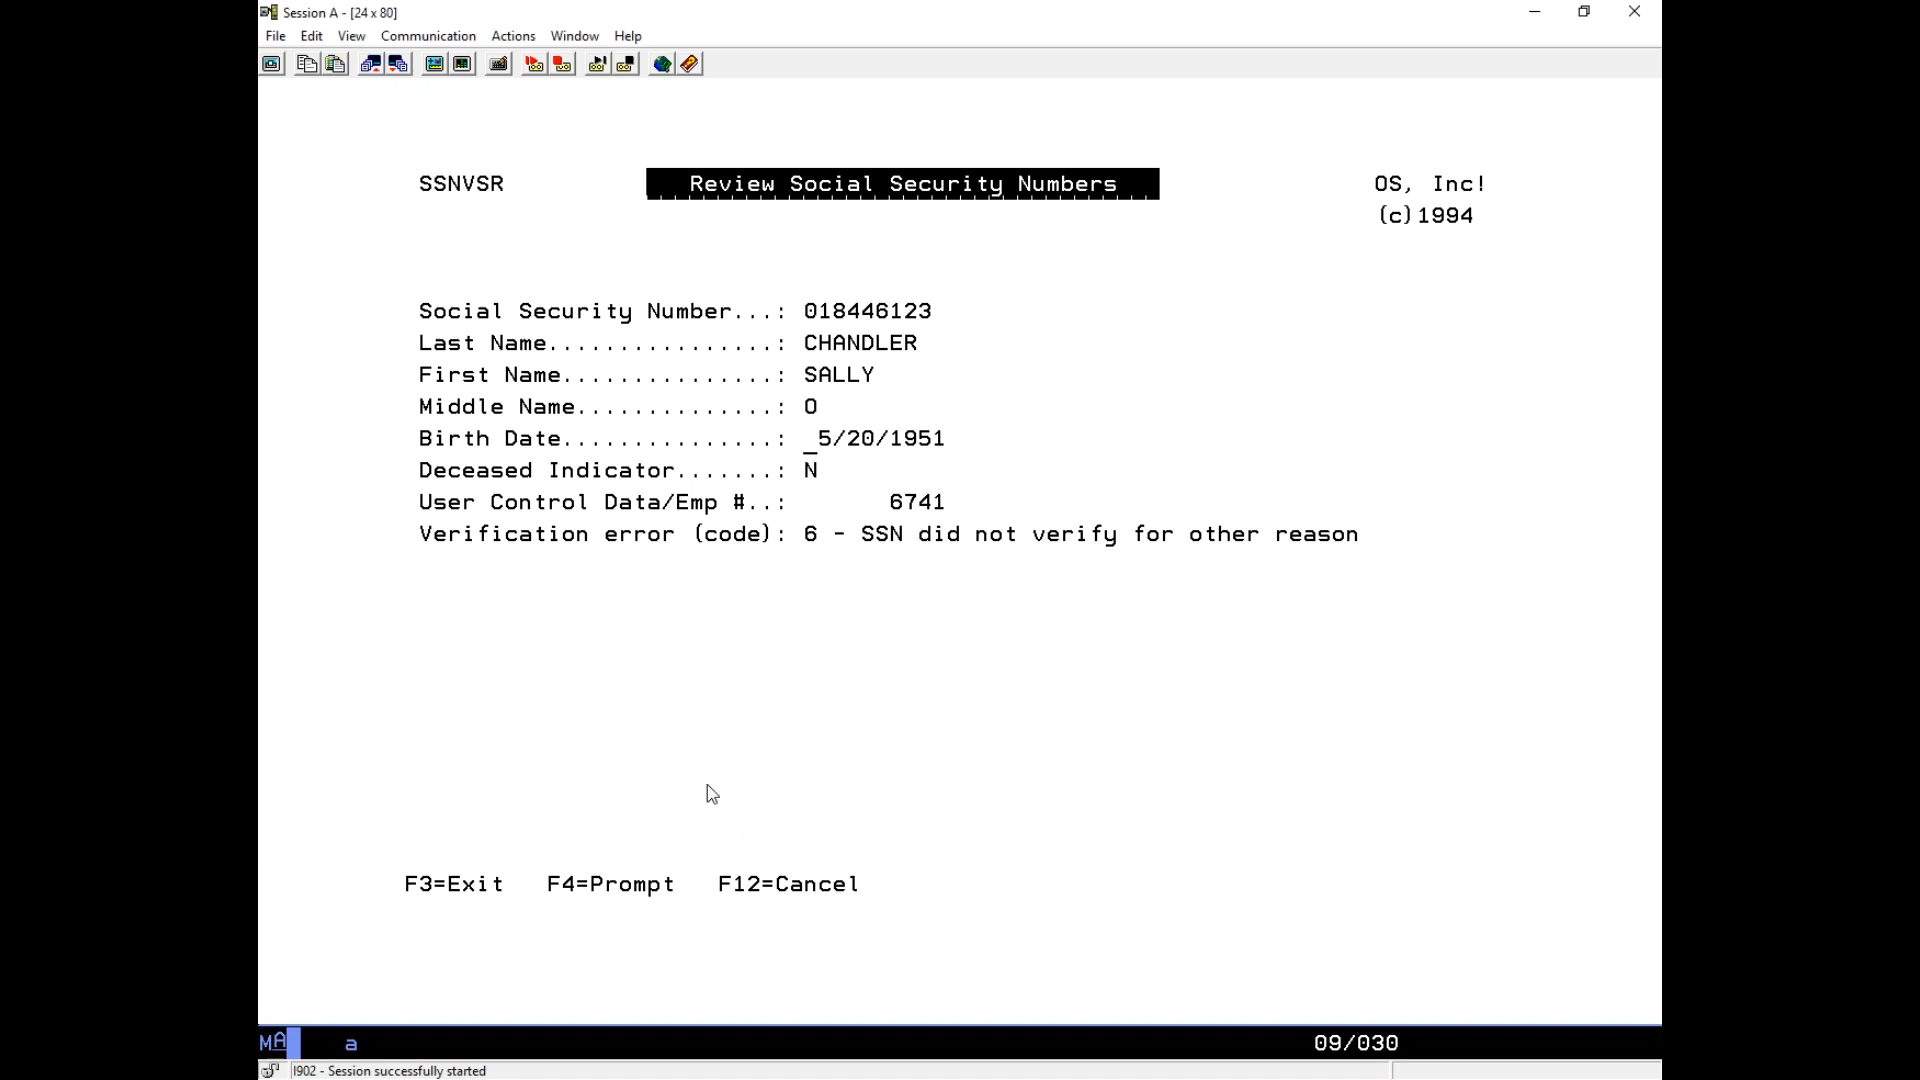 Session A - [24 x 80]
File Edit View Communication Actions Window Help
SSNVSR Review Social Security Numbers OS, Inc!
(c)1994
Social Security Number...: 018446123
Last Name................: CHANDLER
First Name...............: SALLY
Middle Name..............: O
Birth Date...............: _5/20/1951
Deceased Indicator.......: N
User Control Data/Emp #..: 6741
Verification error (code): 6 - SSN did not verify for other reason
F3=Exit F4=Prompt F12=Cancel
MA a 09/030
I902 - Session successfully started